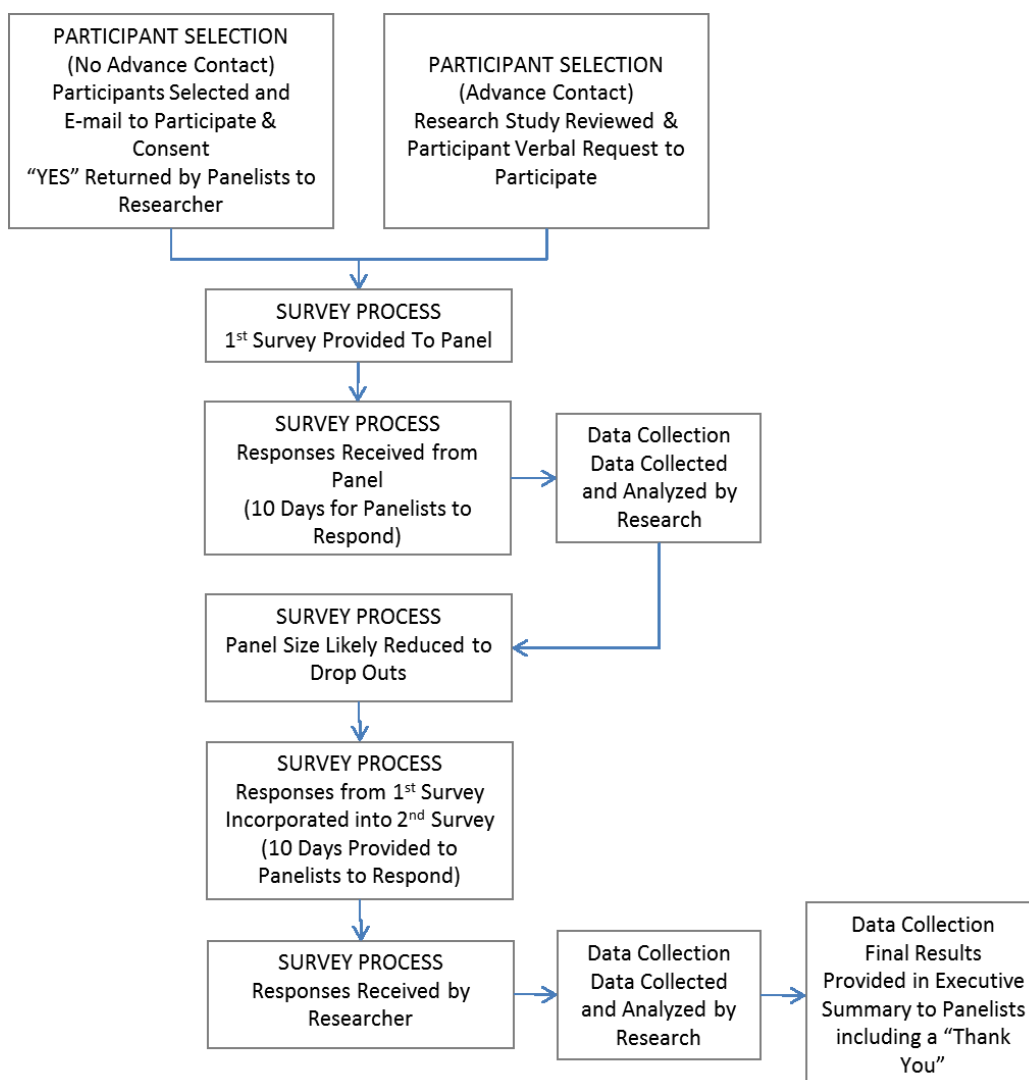 PARTICIPANT SELECTION
(No Advance Contact)
Participants Selected and
E-mail to Participate &
Consent
“YES” Returned by Panelists to
Researcher
PARTICIPANT SELECTION
(Advance Contact)
Research Study Reviewed &
Participant Verbal Request to
Participate
SURVEY PROCESS
1st Survey Provided To Panel
SURVEY PROCESS
Responses Received from
Panel
(10 Days for Panelists to
Respond)
Data Collection
Data Collected
and Analyzed by
Research
SURVEY PROCESS
Panel Size Likely Reduced to
Drop Outs
SURVEY PROCESS
Responses from 1st Survey
Incorporated into 2nd Survey
(10 Days Provided to
Panelists to Respond)
SURVEY PROCESS
Responses Received by
Researcher
Data Collection
Data Collected
and Analyzed by
Research
Data Collection
Final Results
Provided in Executive
Summary to Panelists
including a “Thank
You”